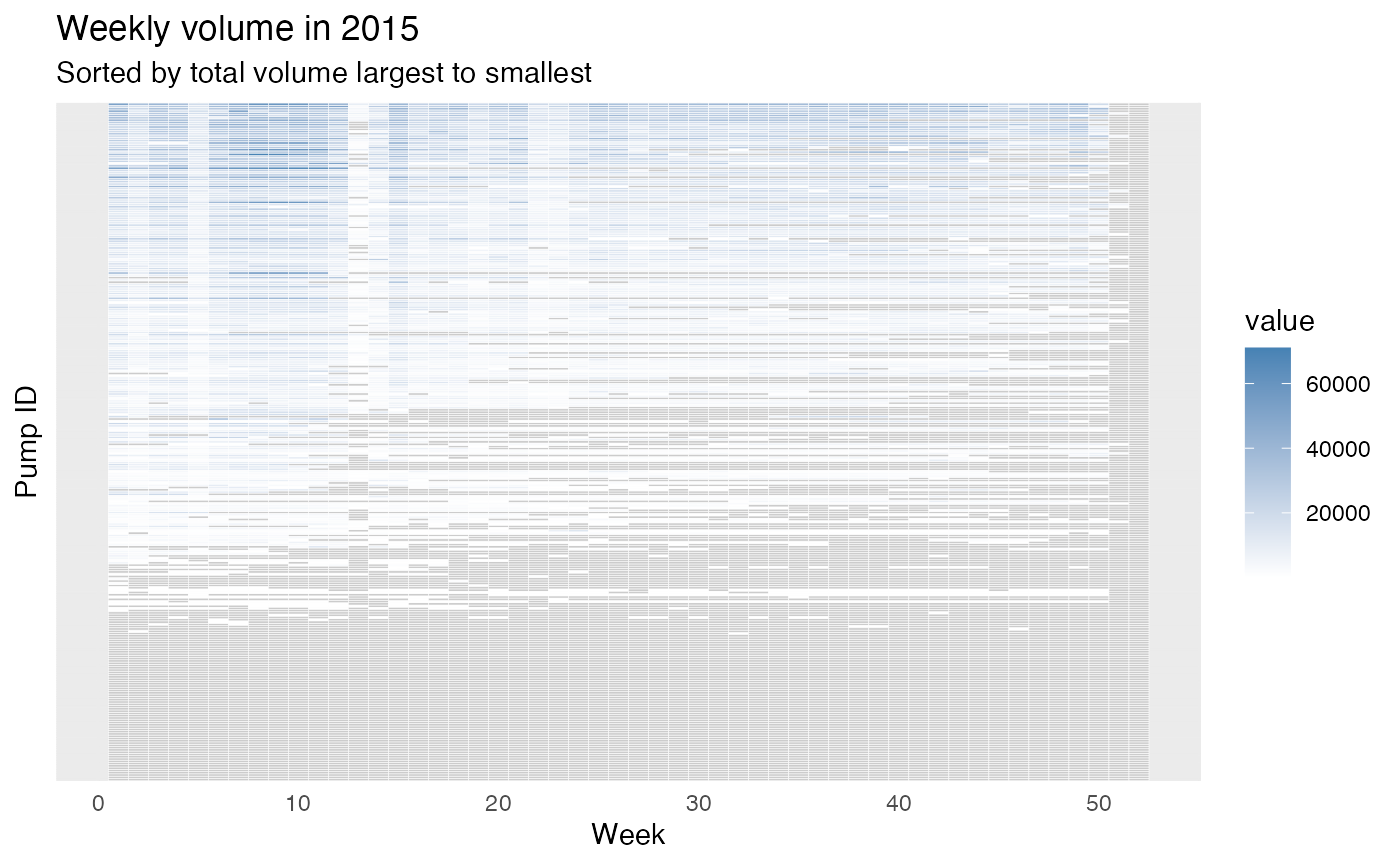 Weekly volume in 2015
Sorted by total volume largest to smallest
Pump ID
0 10 20 30 40 50
Week
value
60000
40000
20000